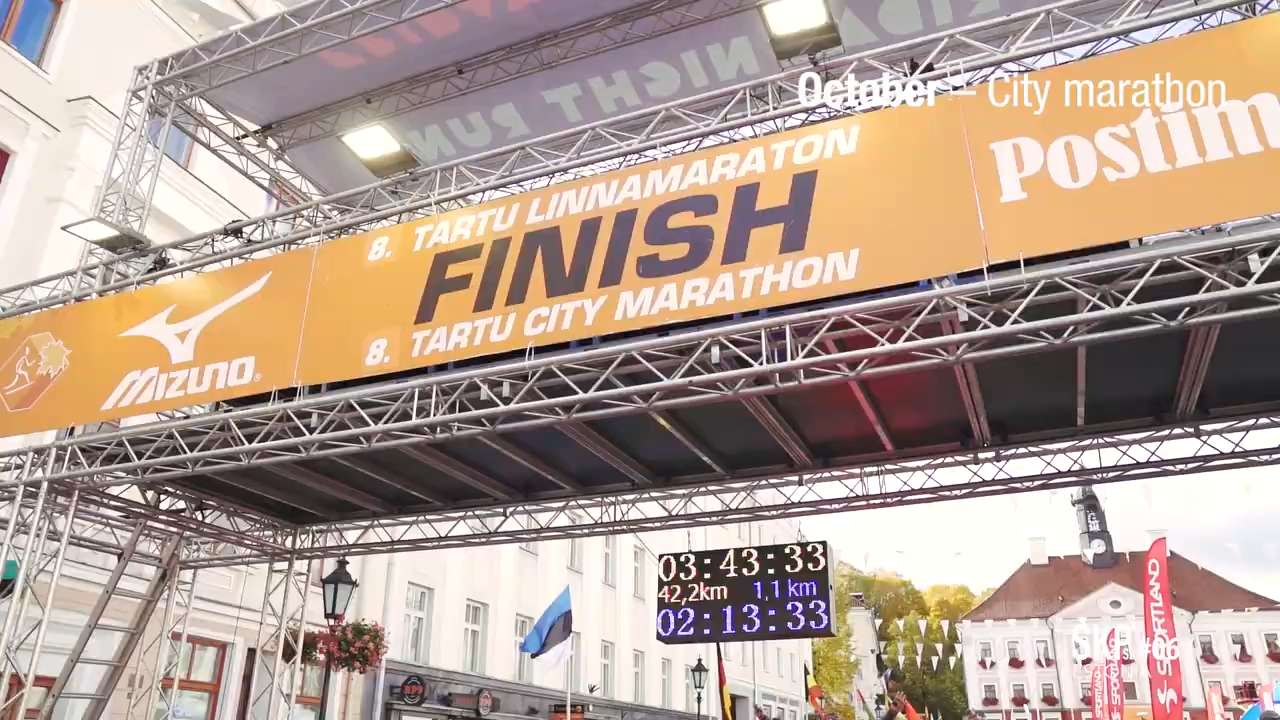 October – City marathon
NIGHT RUN
Postim
8. TARTU LINNAMARATON
FINISH
8. TARTU CITY MARATHON
MIZUNO
03:43:33
42,2km 1,1 km
02:13:33
SPORTLAND
#06